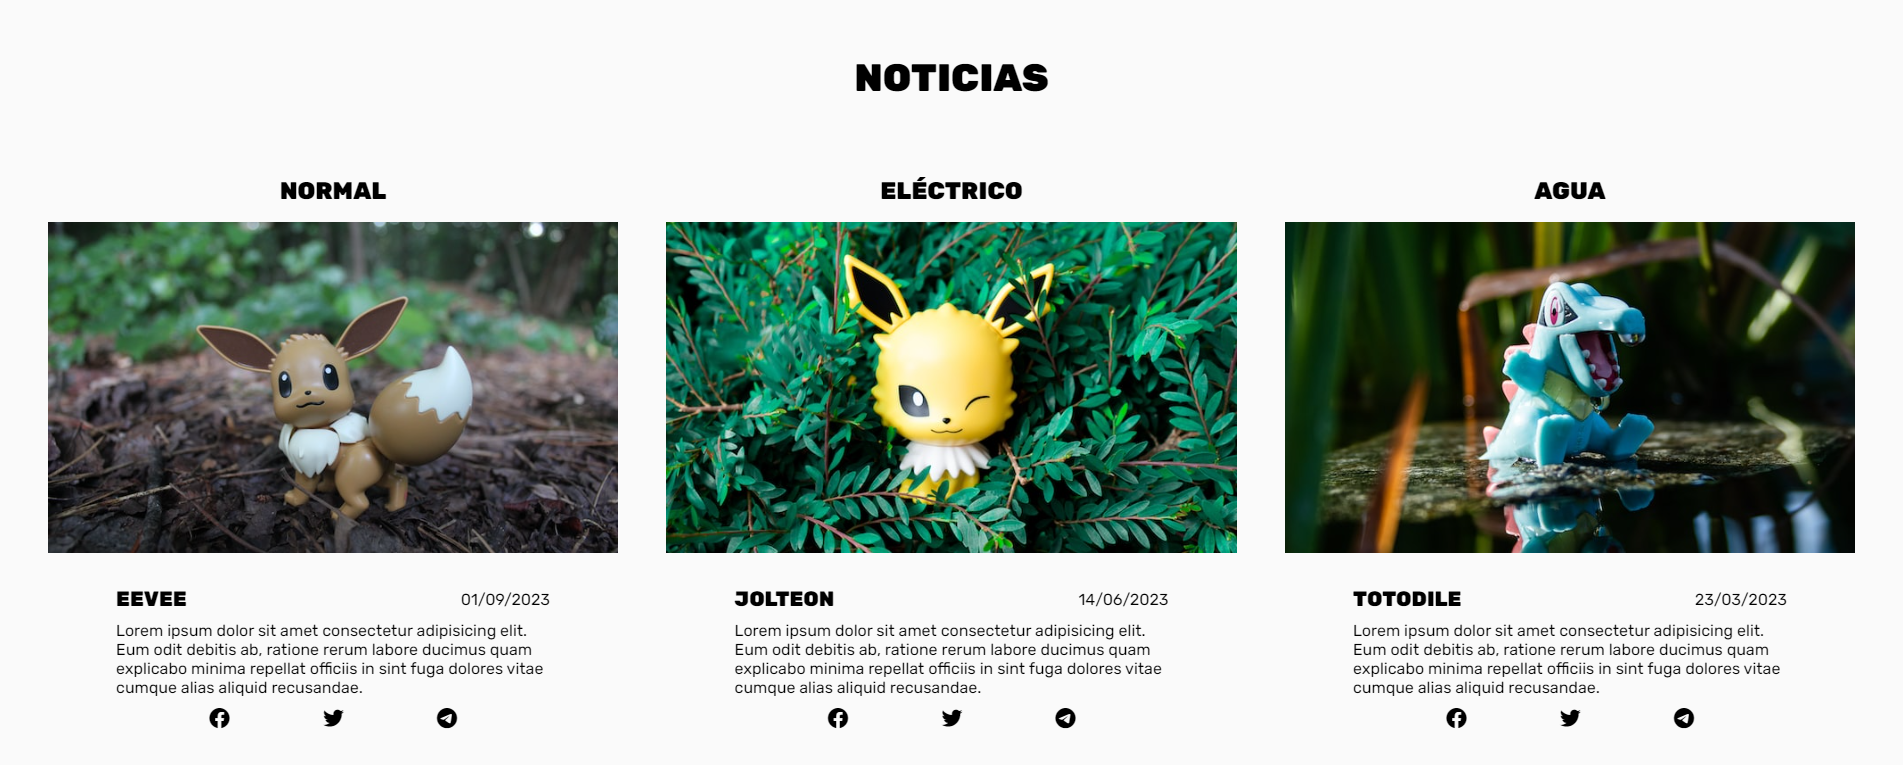 NOTICIAS
NORMAL
ELÉCTRICO
AGUA
EEVEE
01/09/2023
Lorem ipsum dolor sit amet consectetur adipisicing elit.
Eum odit debitis ab, ratione rerum labore ducimus quam
explicabo minima repellat officiis in sint fuga dolores vitae
cumque alias aliquid recusandae.
JOLTEON
14/06/2023
Lorem ipsum dolor sit amet consectetur adipisicing elit.
Eum odit debitis ab, ratione rerum labore ducimus quam
explicabo minima repellat officiis in sint fuga dolores vitae
cumque alias aliquid recusandae.
TOTODILE
23/03/2023
Lorem ipsum dolor sit amet consectetur adipisicing elit.
Eum odit debitis ab, ratione rerum labore ducimus quam
explicabo minima repellat officiis in sint fuga dolores vitae
cumque alias aliquid recusandae.